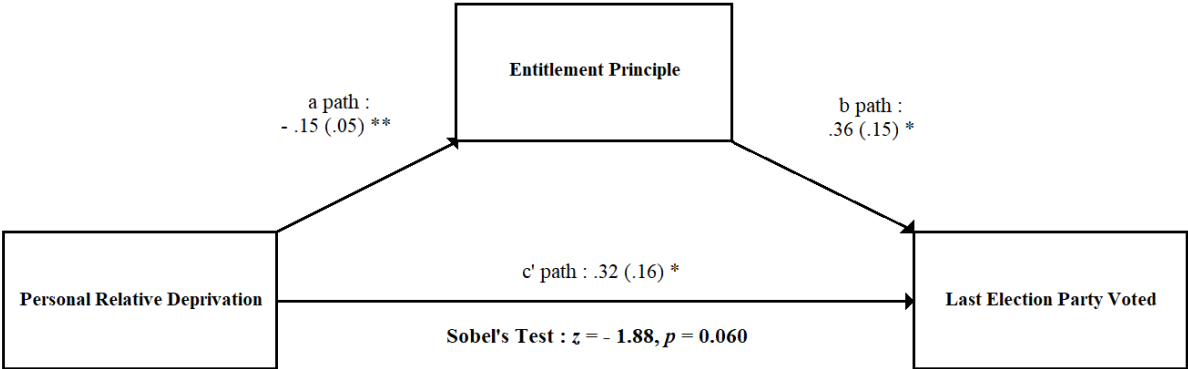 Entitlement Principle
a path :
- .15 (.05) **
b path :
.36 (.15) *
Personal Relative Deprivation
c' path : .32 (.16) *
Last Election Party Voted
Sobel's Test : z = - 1.88, p = 0.060